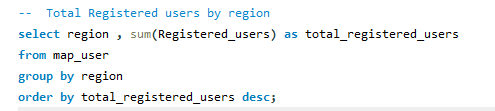 --  Total Registered users by region
select region , sum(Registered_users) as total_registered_users
from map_user
group by region
order by total_registered_users desc;